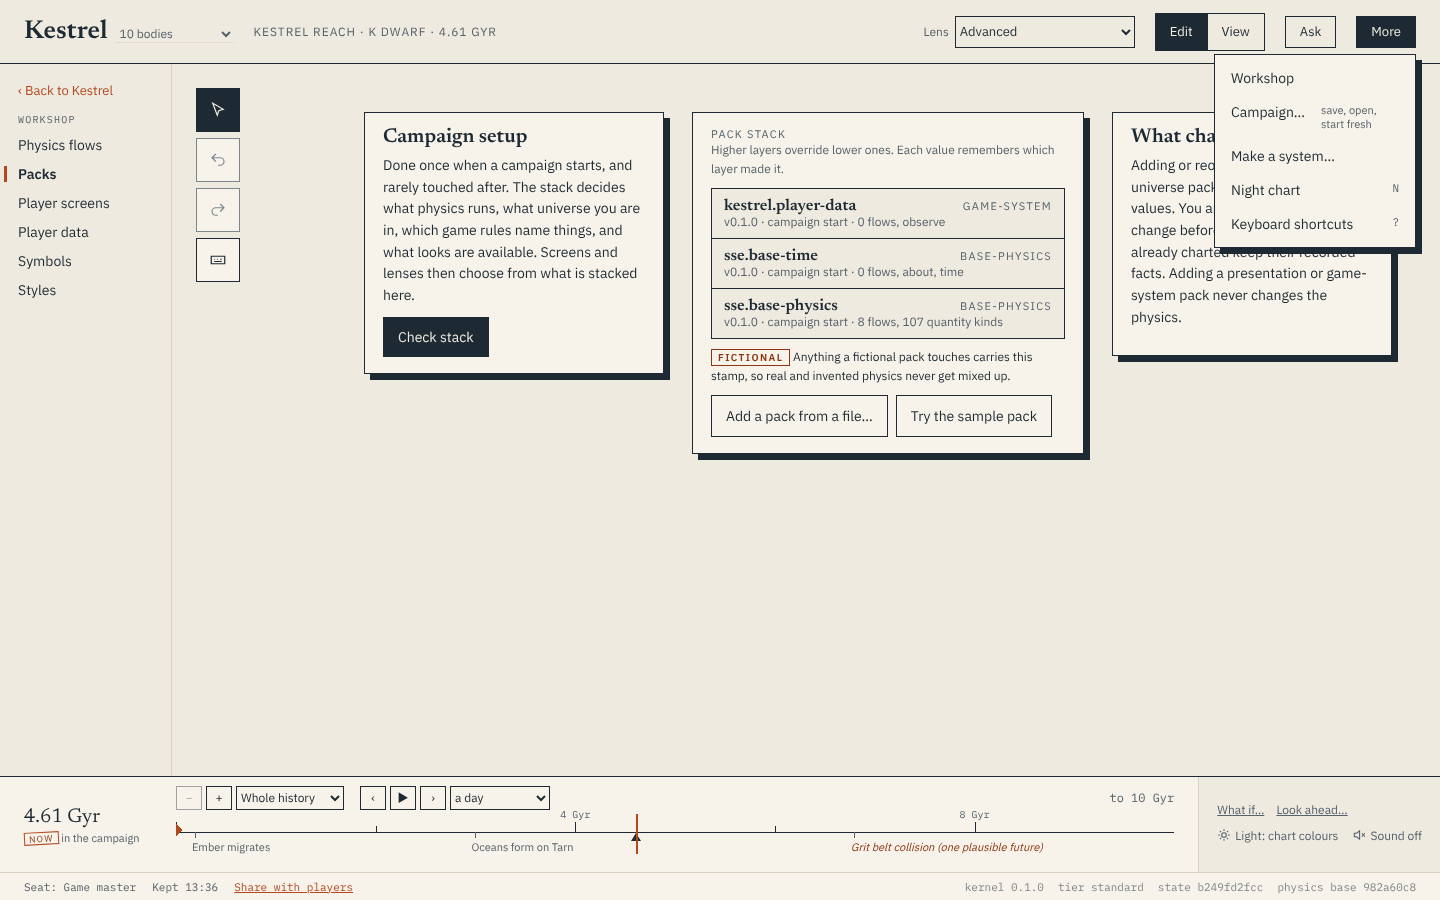 Kestrel
10 bodies
KESTREL REACH · K DWARF · 4.61 GYR
Lens
Advanced
Edit
View
Ask
More
Workshop
Campaign...
save, open,
start fresh
Make a system...
Night chart
N
Keyboard shortcuts
?
‹ Back to Kestrel
WORKSHOP
Physics flows
Packs
Player screens
Player data
Symbols
Styles
Campaign setup
Done once when a campaign starts, and
rarely touched after. The stack decides
what physics runs, what universe you are
in, which game rules name things, and
what looks are available. Screens and
lenses then choose from what is stacked
here.
Check stack
PACK STACK
Higher layers override lower ones. Each value remembers which
layer made it.
kestrel.player-data
GAME-SYSTEM
v0.1.0 · campaign start · 0 flows, observe
sse.base-time
BASE-PHYSICS
v0.1.0 · campaign start · 0 flows, about, time
sse.base-physics
BASE-PHYSICS
v0.1.0 · campaign start · 8 flows, 107 quantity kinds
FICTIONAL Anything a fictional pack touches carries this
stamp, so real and invented physics never get mixed up.
Add a pack from a file...
Try the sample pack
What cha
Adding or
universe pack
values. You a
change befor
already charted keep their recorded
facts. Adding a presentation or game-
system pack never changes the
physics.
4.61 Gyr
NOW in the campaign
−
+
Whole history
‹
▶
›
a day
to 10 Gyr
4 Gyr
8 Gyr
Ember migrates
Oceans form on Tarn
Grit belt collision (one plausible future)
What if...
Look ahead...
Light: chart colours
Sound off
Seat: Game master
Kept 13:36
Share with players
kernel 0.1.0
tier standard
state b249fd2fcc
physics base 982a60c8